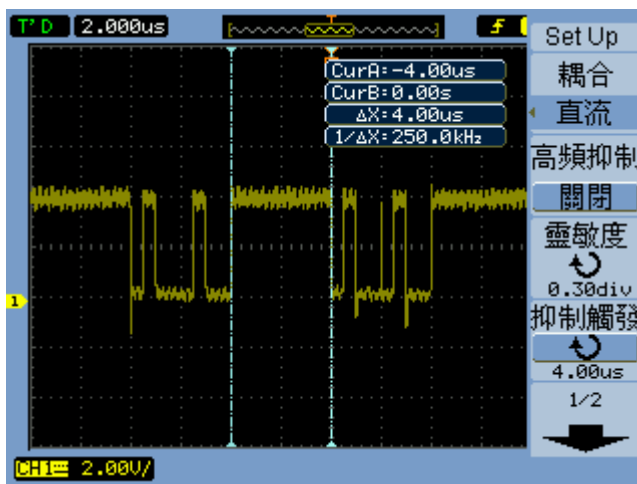 T'D 2.000us
CurA:-4.00us
CurB:0.00s
ΔX:4.00us
1/ΔX:250.0kHz
1
CH1 2.00V/
Set Up
耦合
直流
高頻抑制
關閉
靈敏度
0.30div
抑制觸發
4.00us
1/2